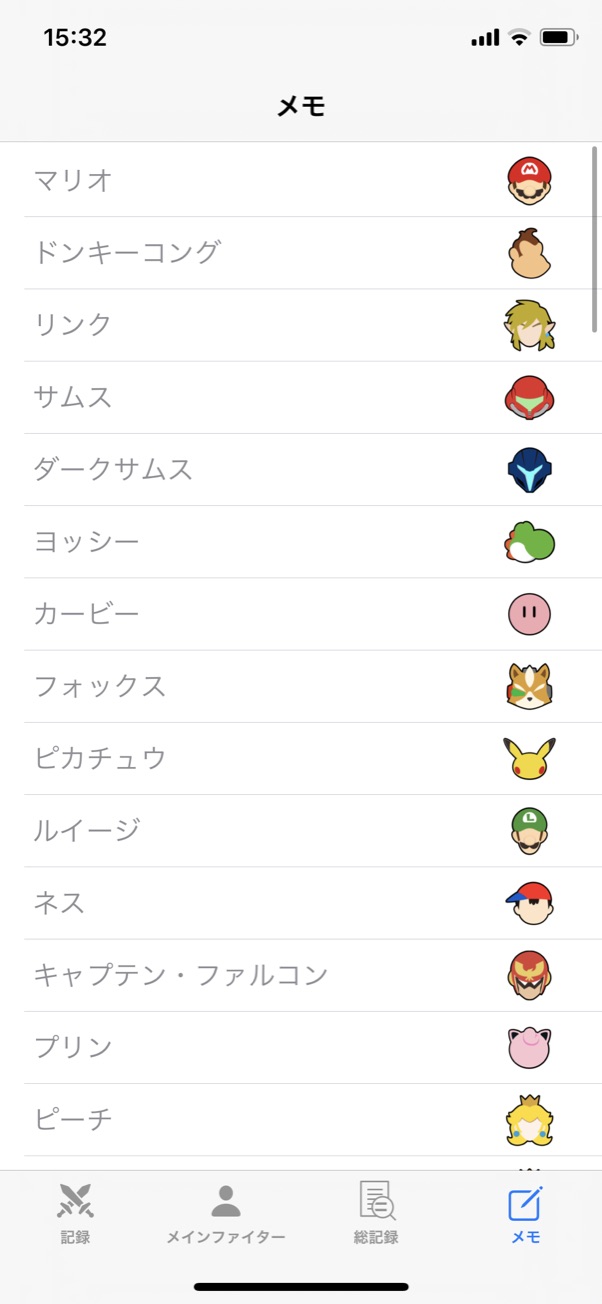 15:32
メモ
マリオ
ドンキーコング
リンク
サムス
ダークサムス
ヨッシー
カービー
フォックス
ピカチュウ
ルイージ
ネス
キャプテン・ファルコン
プリン
ピーチ
記録
メインファイター
総記録
メモ